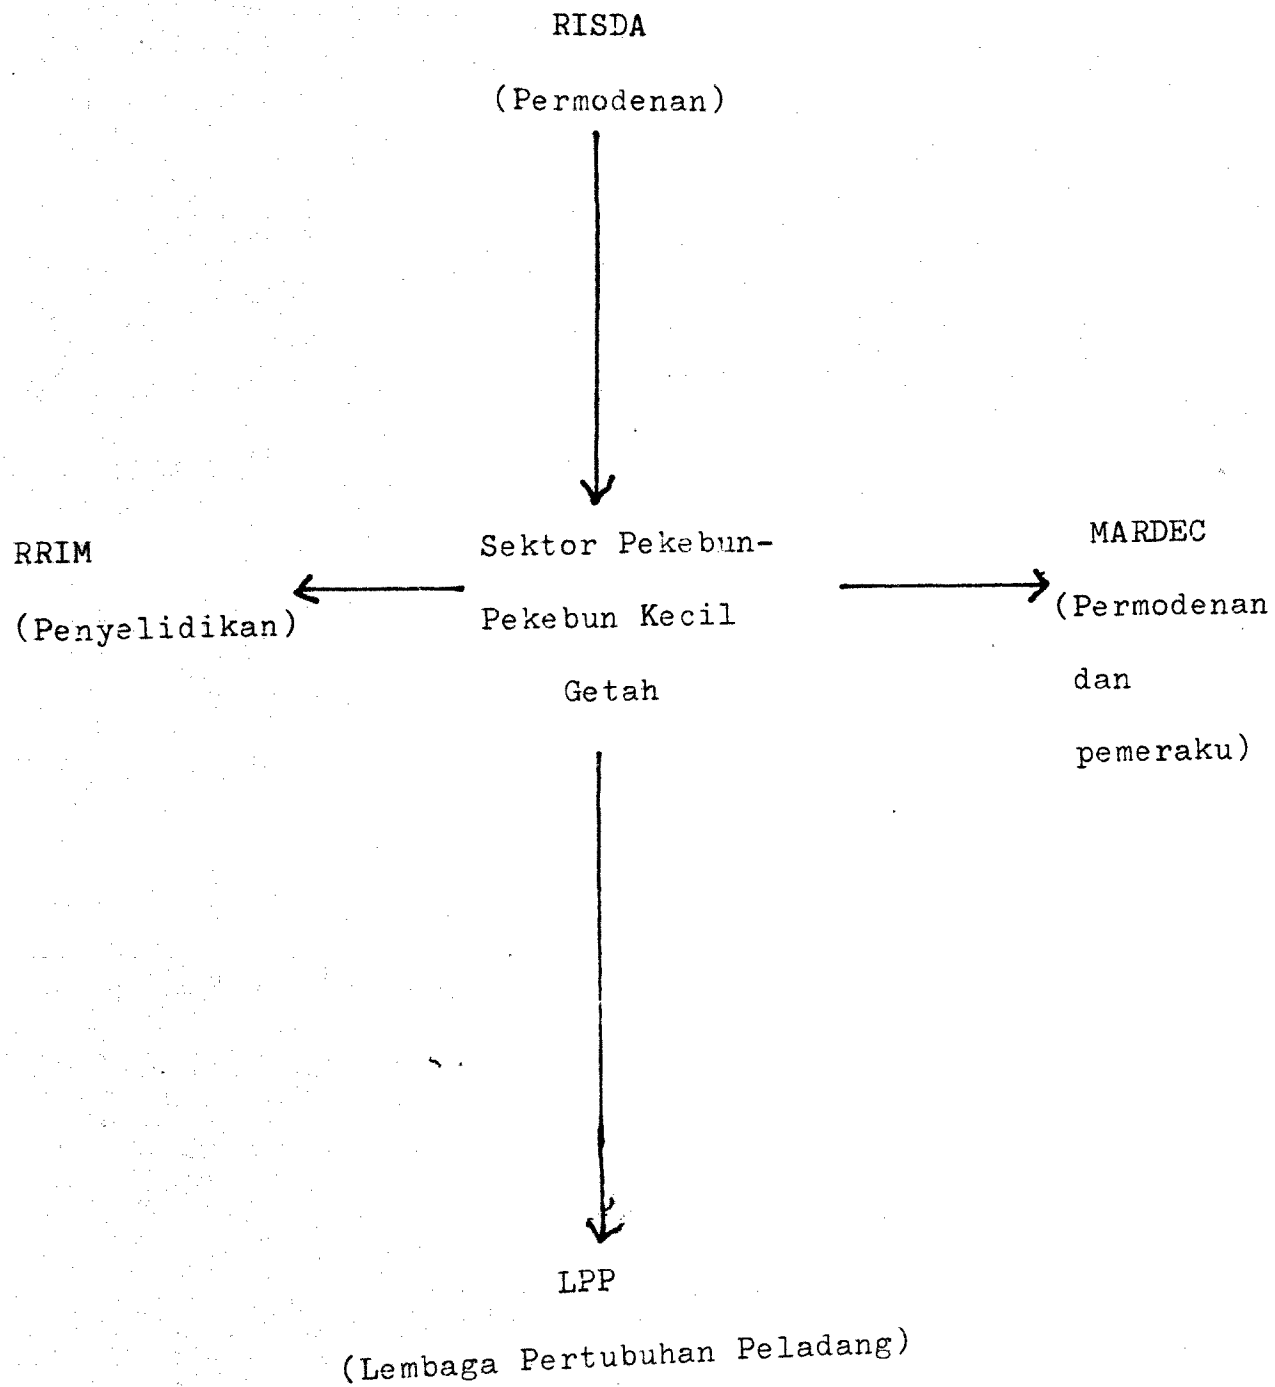 RISDA
(Permodenan)
RRIM
(Penyelidikan)
Sektor Pekebun-
Pekebun Kecil
Getah
MARDEC
(Permodenan
dan
pemeraku)
LPP
(Lembaga Pertubuhan Peladang)